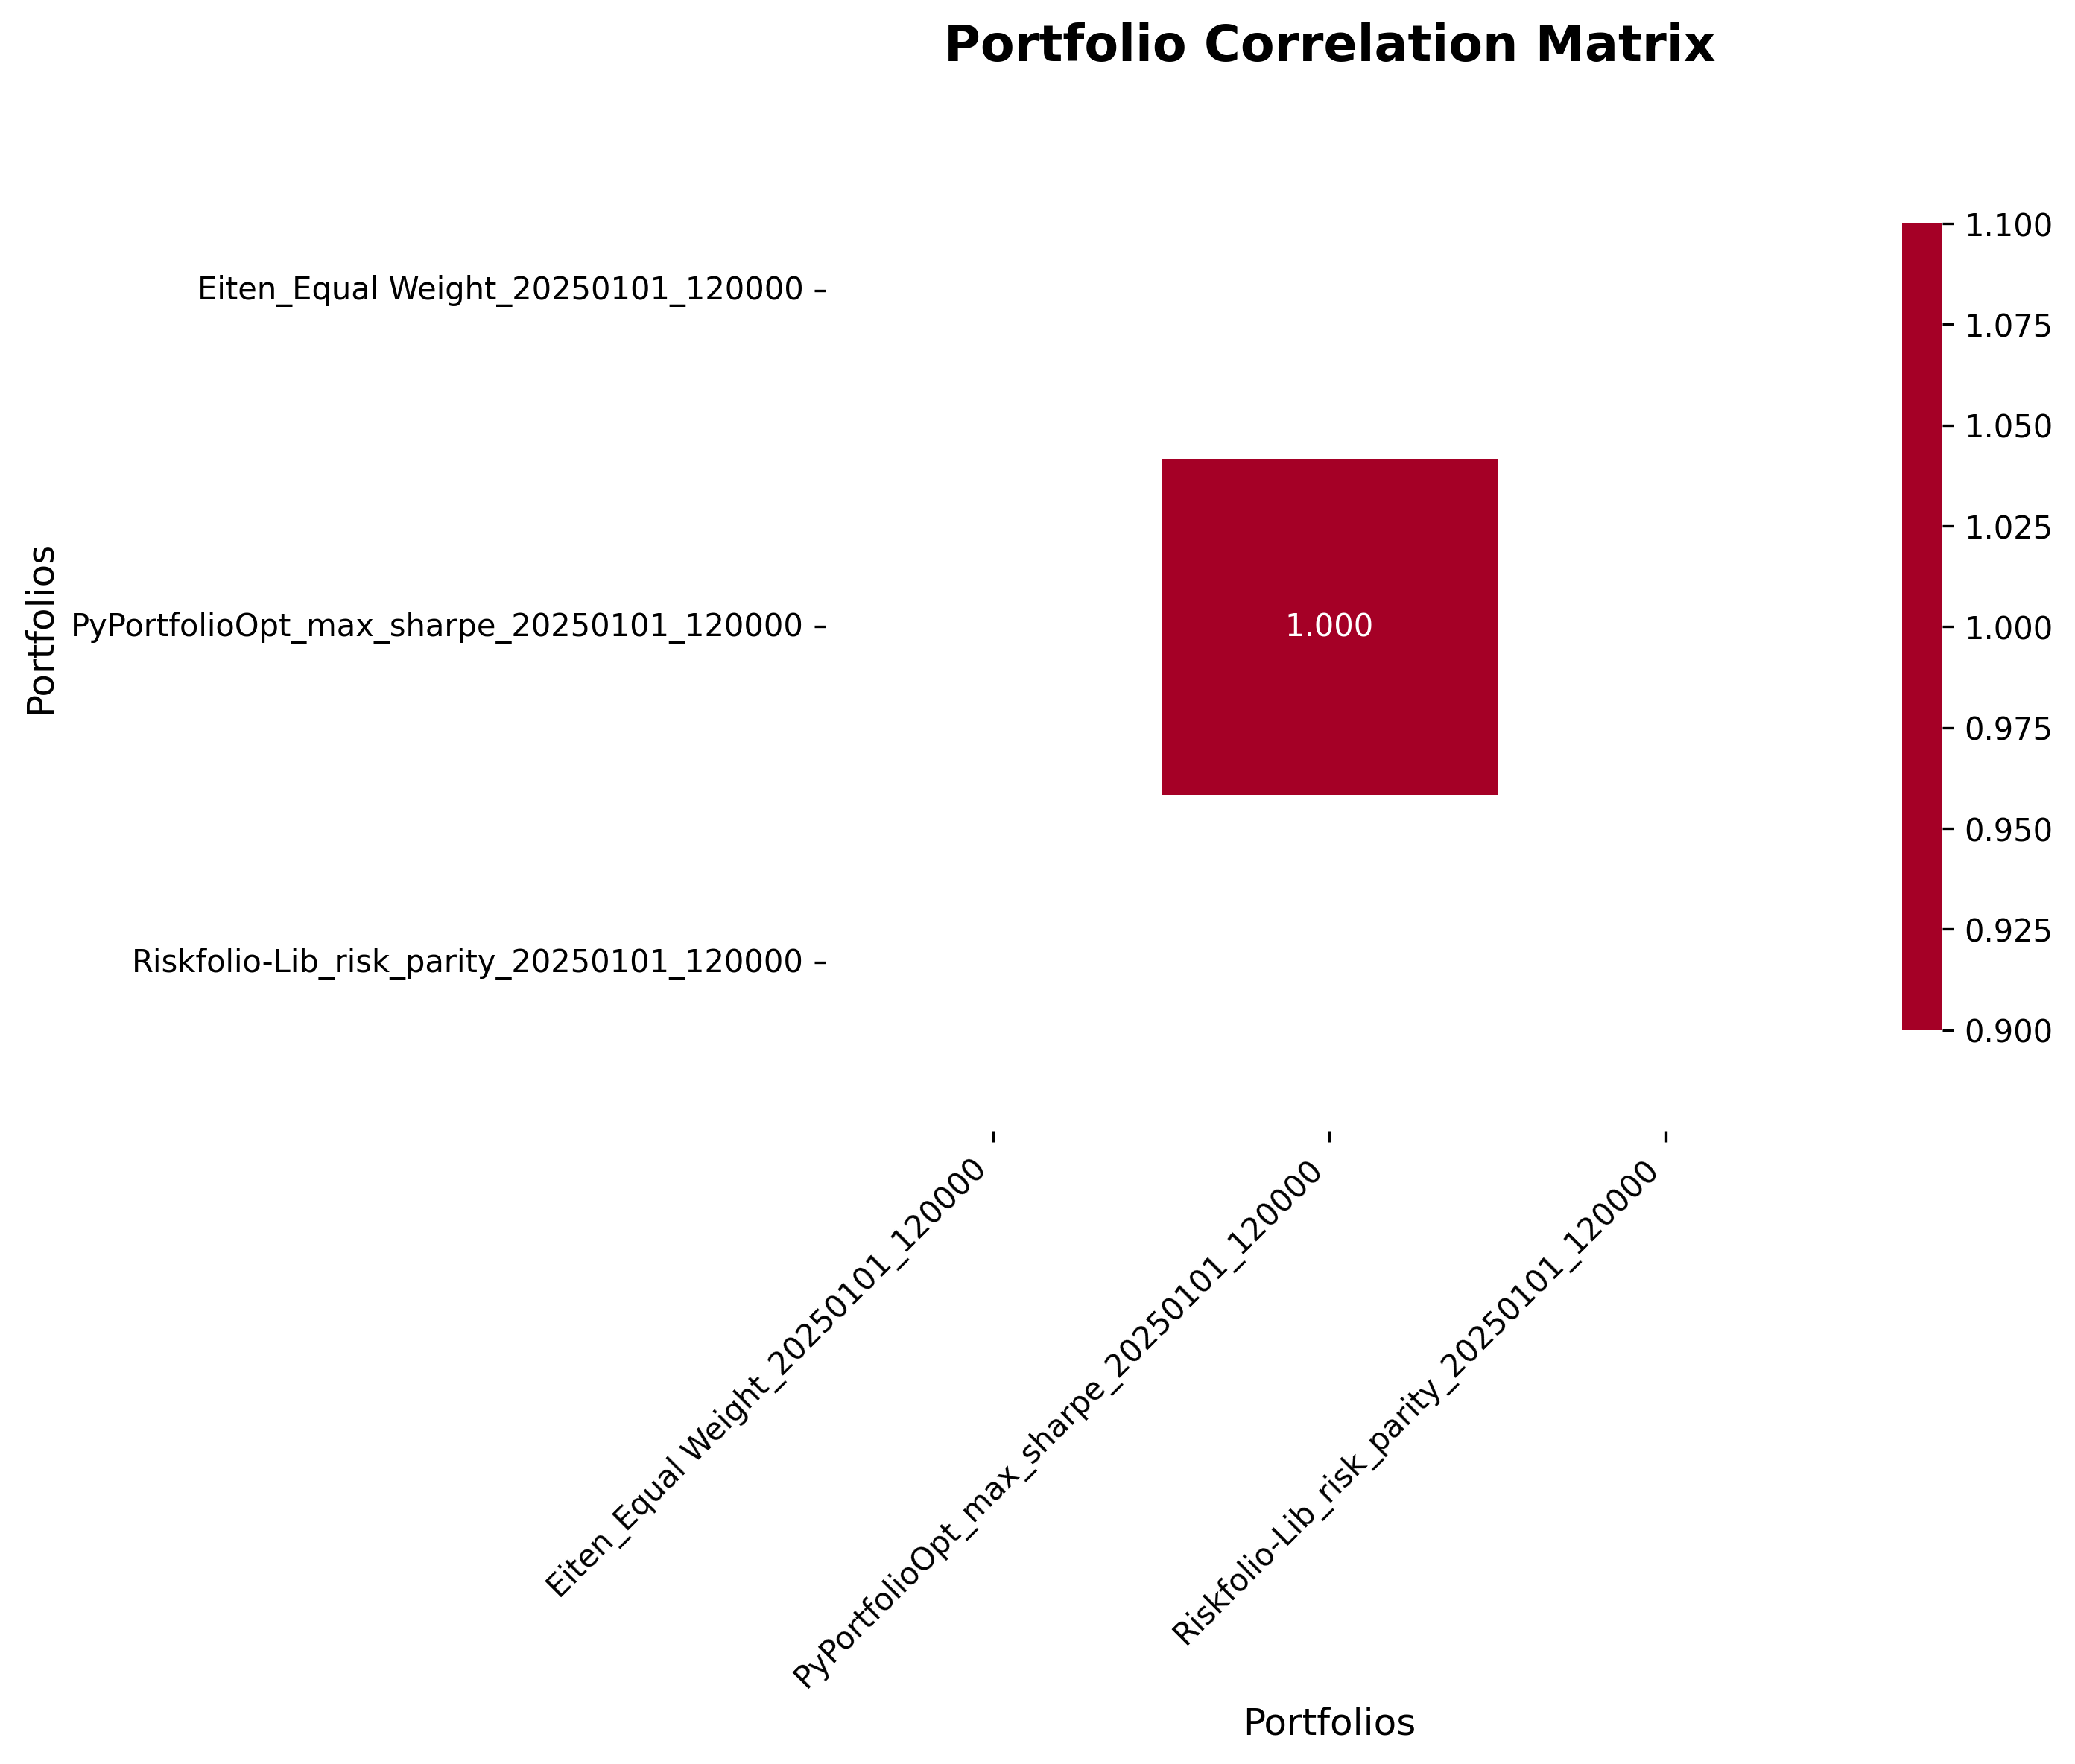 Portfolio Correlation Matrix
Portfolios
Eiten_Equal Weight_20250101_120000
PyPortfolioOpt_max_sharpe_20250101_120000
Riskfolio-Lib_risk_parity_20250101_120000
1.000
1.100
1.075
1.050
1.025
1.000
0.975
0.950
0.925
0.900
Eiten_Equal Weight_20250101_120000
PyPortfolioOpt_max_sharpe_20250101_120000
Riskfolio-Lib_risk_parity_20250101_120000
Portfolios